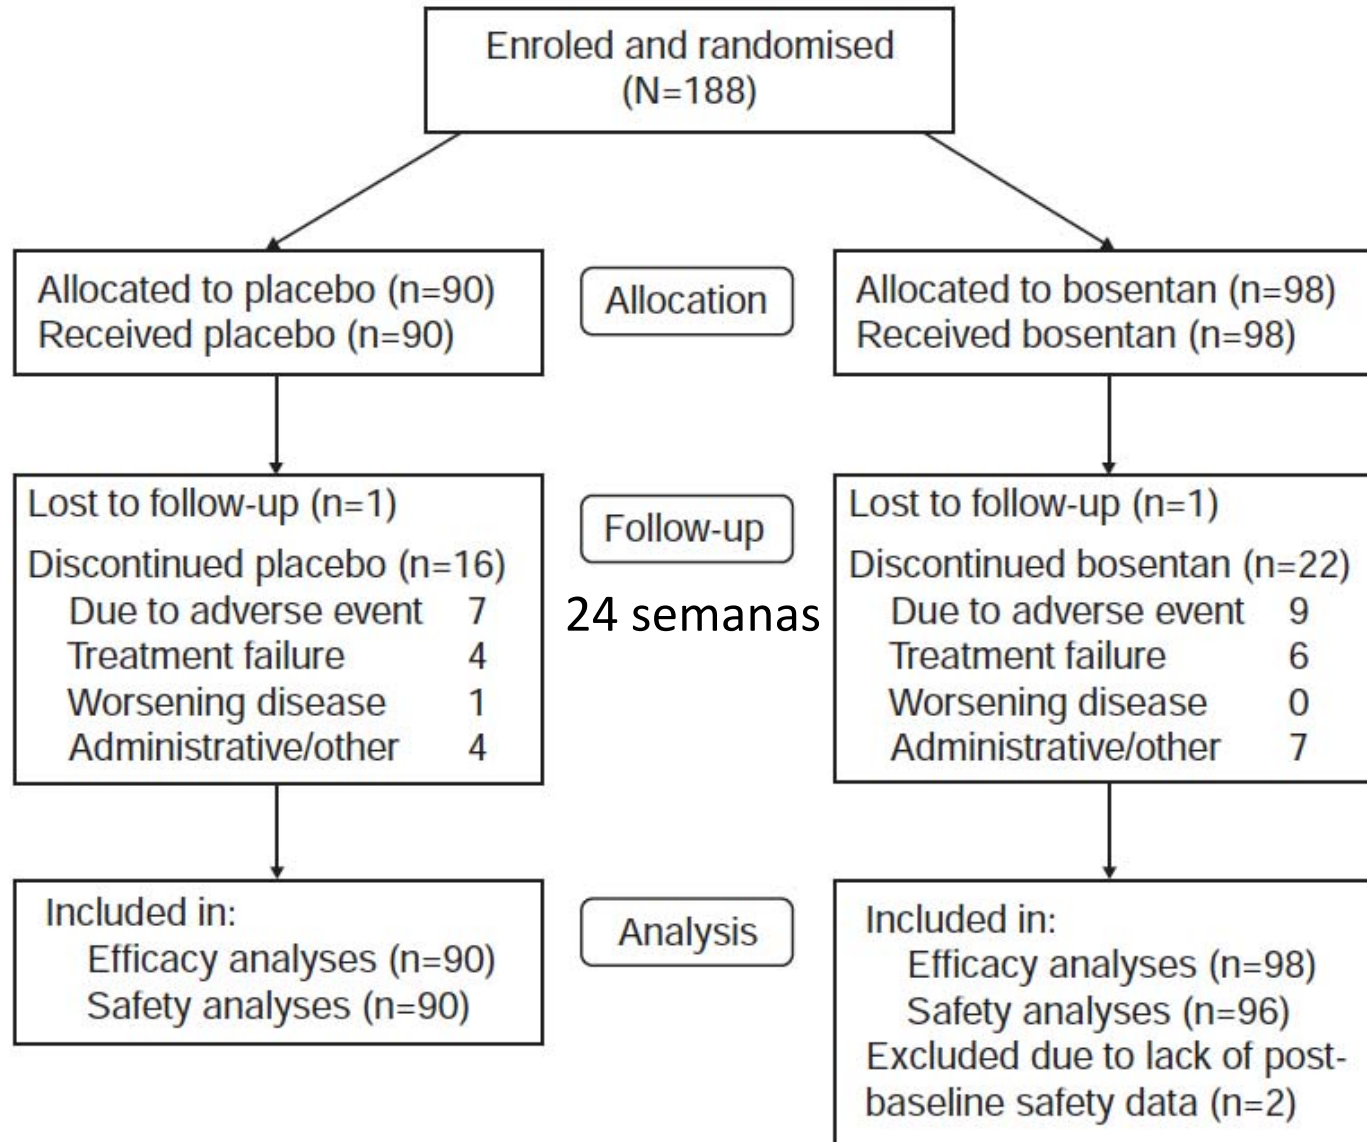 Enroled and randomised
(N=188)
Allocated to placebo (n=90)
Received placebo (n=90)
Allocation
Allocated to bosentan (n=98)
Received bosentan (n=98)
Lost to follow-up (n=1)
Discontinued placebo (n=16)
Due to adverse event 7
Treatment failure 4
Worsening disease 1
Administrative/other 4
Follow-up
24 semanas
Lost to follow-up (n=1)
Discontinued bosentan (n=22)
Due to adverse event 9
Treatment failure 6
Worsening disease 0
Administrative/other 7
Included in:
Efficacy analyses (n=90)
Safety analyses (n=90)
Analysis
Included in:
Efficacy analyses (n=98)
Safety analyses (n=96)
Excluded due to lack of post-
baseline safety data (n=2)